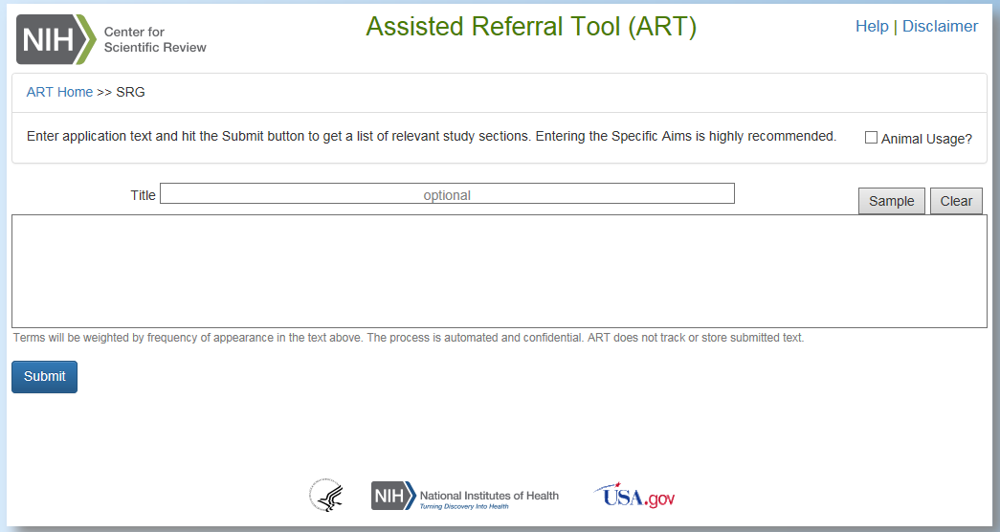 NIH Center for
Scientific Review
Assisted Referral Tool (ART)
Help | Disclaimer
ART Home >> SRG
Enter application text and hit the Submit button to get a list of relevant study sections. Entering the Specific Aims is highly recommended.
Animal Usage?
Title optional
Sample Clear
Terms will be weighted by frequency of appearance in the text above. The process is automated and confidential. ART does not track or store submitted text.
Submit
NIH National Institutes of Health
Turning Discovery Into Health
USA.gov